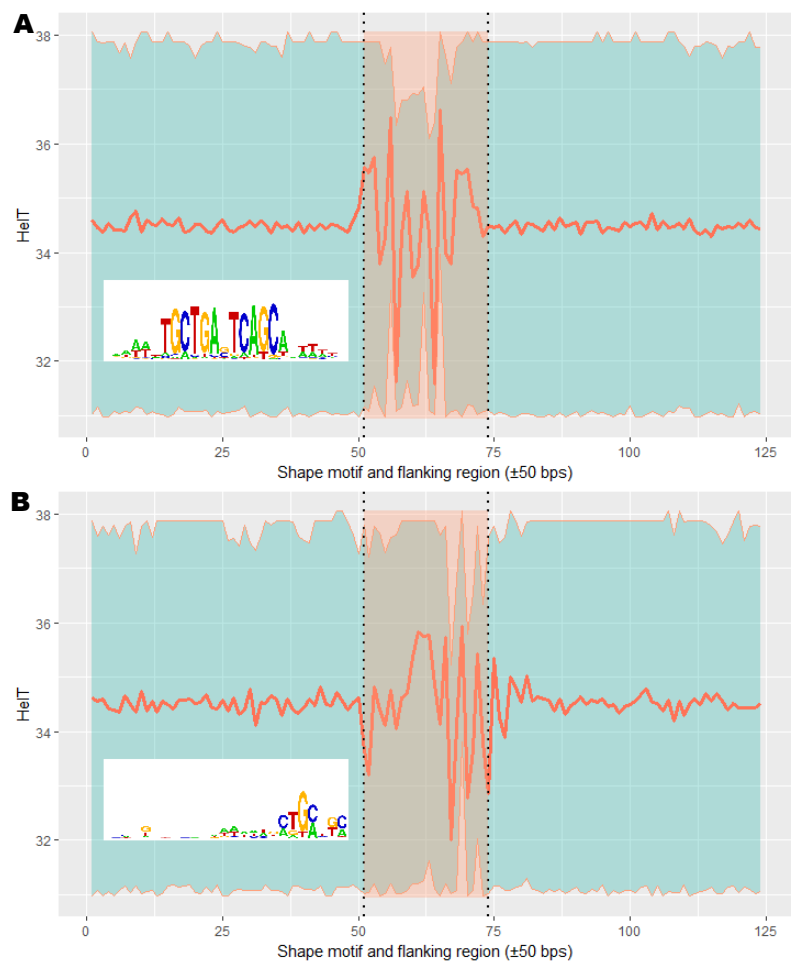 A
38
36
34
32
HelT
TGCTGA TCAGCA
0 25 50 75 100 125
Shape motif and flanking region (±50 bps)
B
38
36
34
32
HelT
CTGC GC
0 25 50 75 100 125
Shape motif and flanking region (±50 bps)